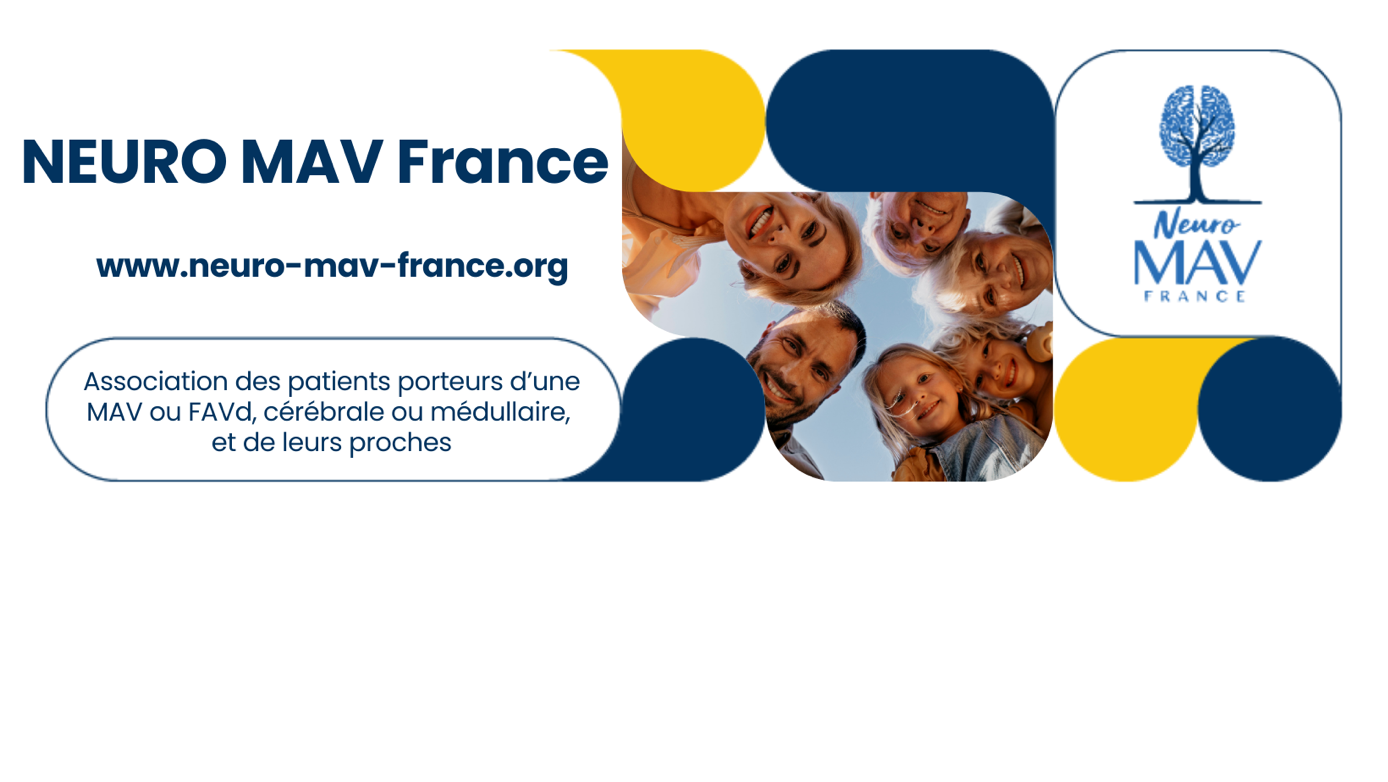 NEURO MAV France
www.neuro-mav-france.org
Association des patients porteurs d’une
MAV ou FAVd, cérébrale ou médullaire,
et de leurs proches
Neuro
MAV
FRANCE